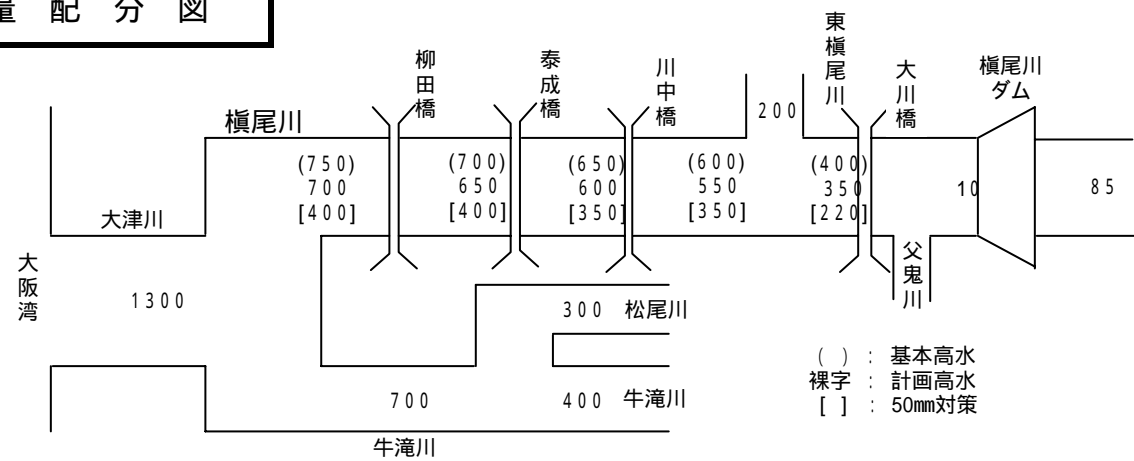 量 配 分 図
柳田橋
泰成橋
川中橋
東槇尾川
大川橋
槇尾川
ダム
槇尾川
200
(750)
700
[400]
(700)
650
[400]
(650)
600
[350]
(600)
550
[350]
(400)
350
[220]
10
85
大津川
父鬼川
大阪湾
1300
300 松尾川
700
400 牛滝川
牛滝川
( ) : 基本高水
裸字 : 計画高水
[ ] : 50mm対策